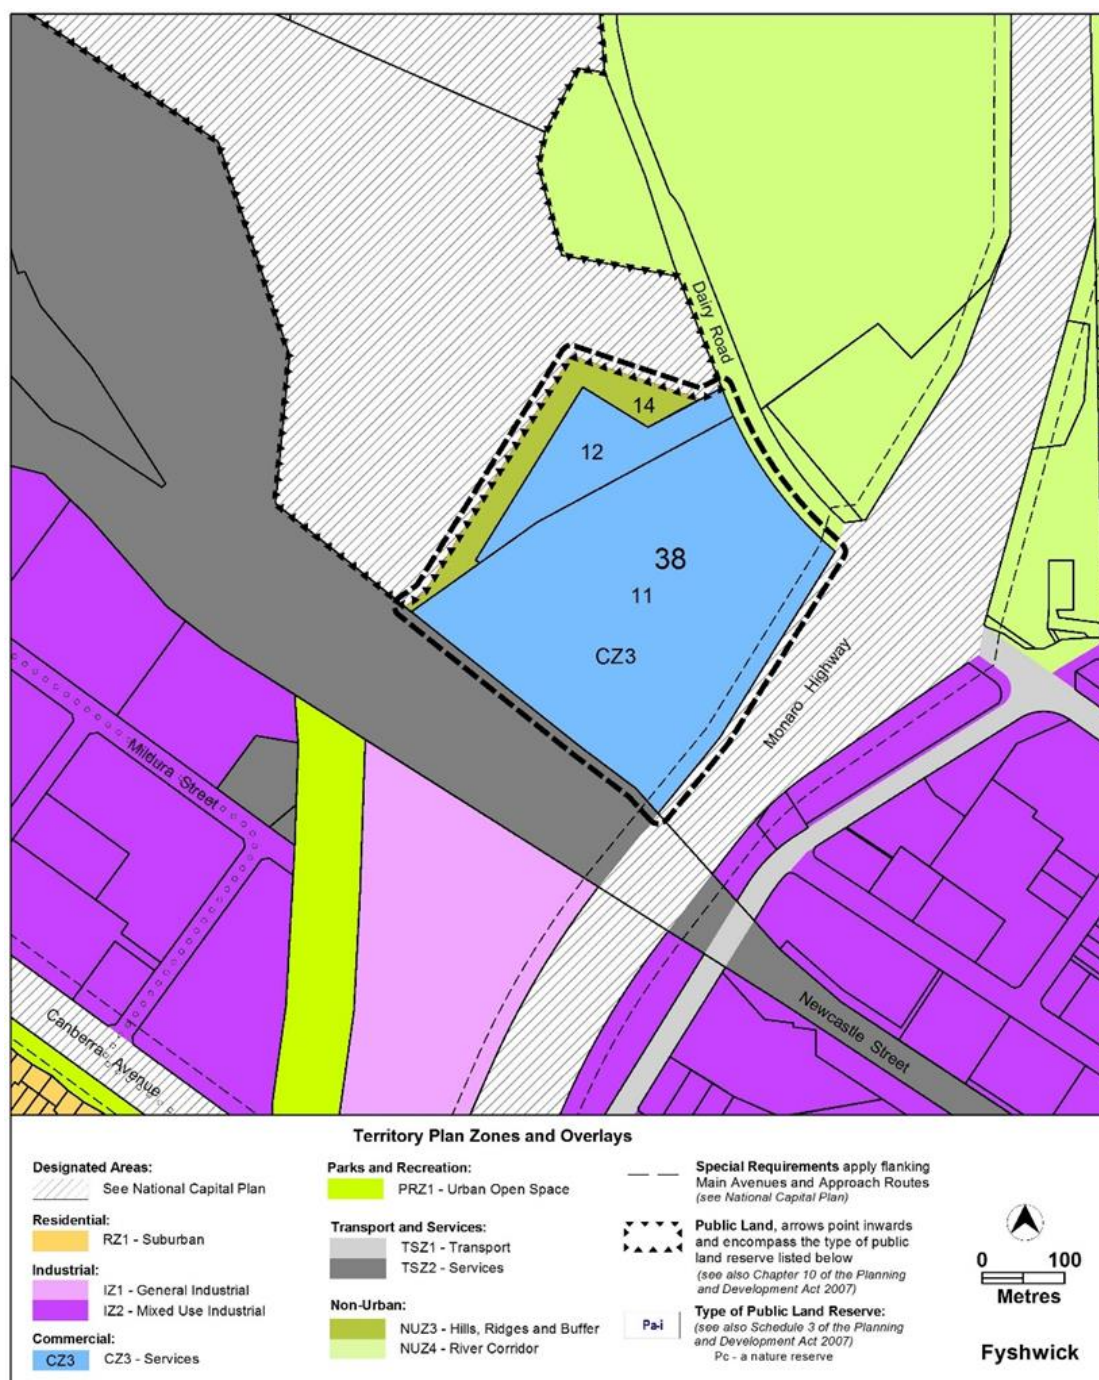 Dairy Road
14
12
38
11
CZ3
Monaro Highway
Mildura Street
Newcastle Street
Canberra Avenue
Territory Plan Zones and Overlays
Designated Areas:
See National Capital Plan
Residential:
RZ1 - Suburban
Industrial:
IZ1 - General Industrial
IZ2 - Mixed Use Industrial
Commercial:
CZ3
CZ3 - Services
Parks and Recreation:
PRZ1 - Urban Open Space
Transport and Services:
TSZ1 - Transport
TSZ2 - Services
Non-Urban:
NUZ3 - Hills, Ridges and Buffer
NUZ4 - River Corridor
Special Requirements apply flanking
Main Avenues and Approach Routes
(see National Capital Plan)
Public Land, arrows point inwards
and encompass the type of public
land reserve listed below
(see also Chapter 10 of the Planning
and Development Act 2007)
Pa-i
Type of Public Land Reserve:
(see also Schedule 3 of the Planning
and Development Act 2007)
Pc - a nature reserve
0 100
Metres
Fyshwick